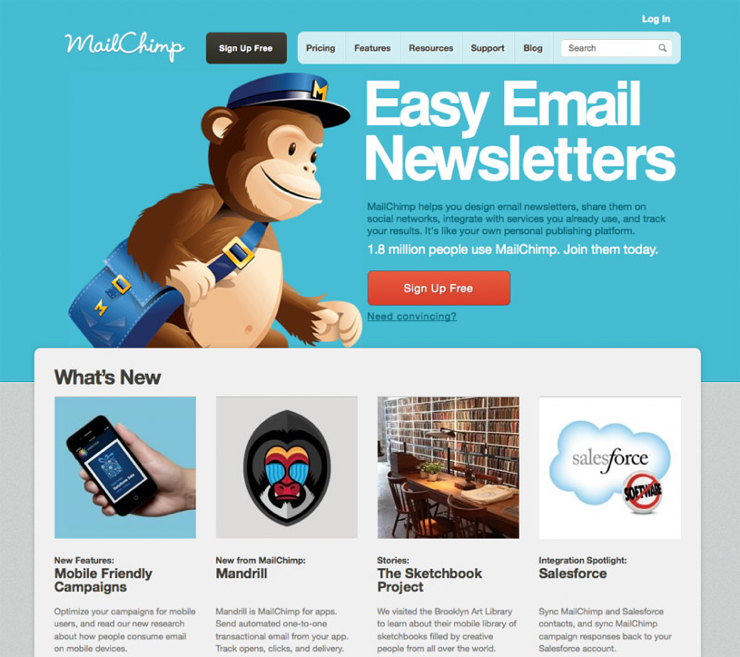 Log In
MailChimp
Sign Up Free
Pricing
Features
Resources
Support
Blog
Search
M
Easy Email
Newsletters
MailChimp helps you design email newsletters, share them on
social networks, integrate with services you already use, and track
your results. It's like your own personal publishing platform.
1.8 million people use MailChimp. Join them today.
Sign Up Free
Need convincing?
M
M
What's New
salesforce
SOFTWARE
New Features:
Mobile Friendly
Campaigns
Optimize your campaigns for mobile
users, and read our new research
about how people consume email
on mobile devices.
New from MailChimp:
Mandrill
Mandrill is MailChimp for apps.
Send automated one-to-one
transactional email from your app.
Track opens, clicks, and delivery.
Stories:
The Sketchbook
Project
We visited the Brooklyn Art Library
to learn about their mobile library of
sketchbooks filled by creative
people from all over the world.
Integration Spotlight:
Salesforce
Sync MailChimp and Salesforce
contacts, and sync MailChimp
campaign responses back to your
Salesforce account.